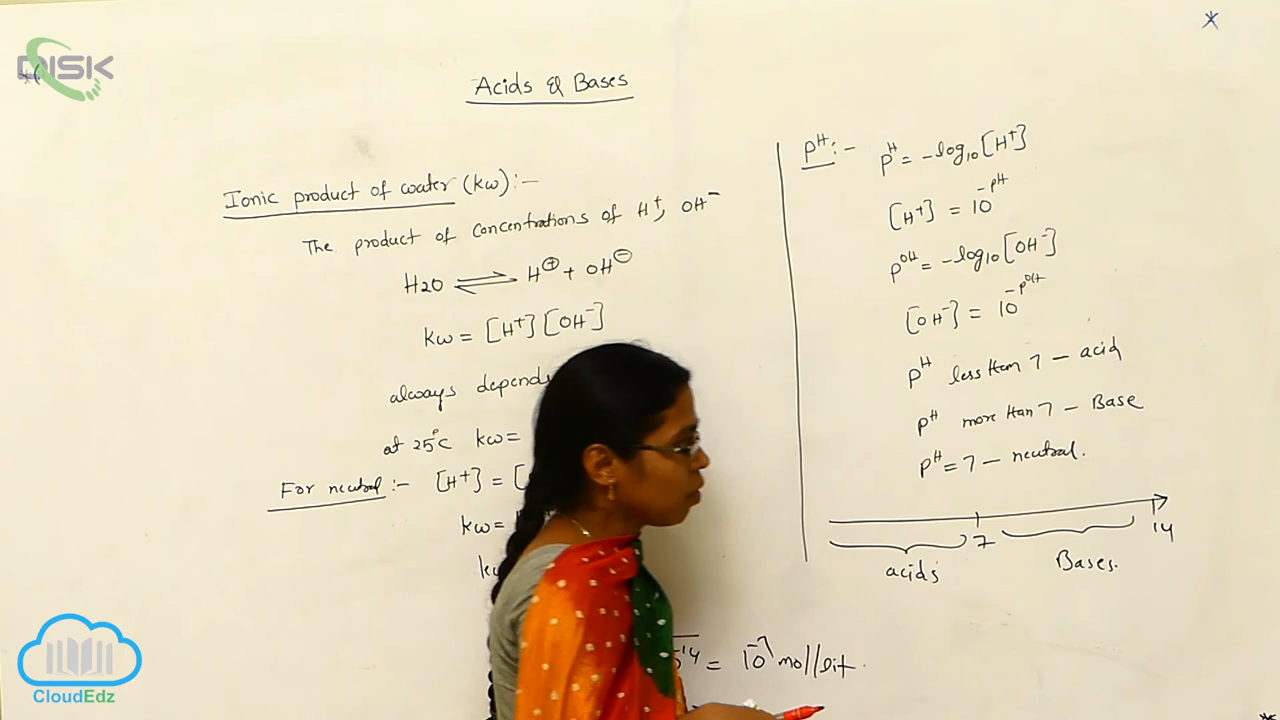 DISK
Acids & Bases
Ionic product of water (kw):-
The product of concentrations of H⁺, OH⁻
H2O ⇌ H⊕ + OH⊖
kw = [H⁺] [OH⁻]
always depends
at 25°C kw =
For neutral :- [H⁺] = [
kw =
14 = 10⁻⁷ mol/lit.
pH :- pH = -log10 [H⁺]
[H⁺] = 10^-pH
pOH = -log10 [OH⁻]
[OH⁻] = 10^-pOH
pH less than 7 - acid
pH more than 7 - Base
pH = 7 - neutral.
7
14
acids
Bases.
CloudEdz